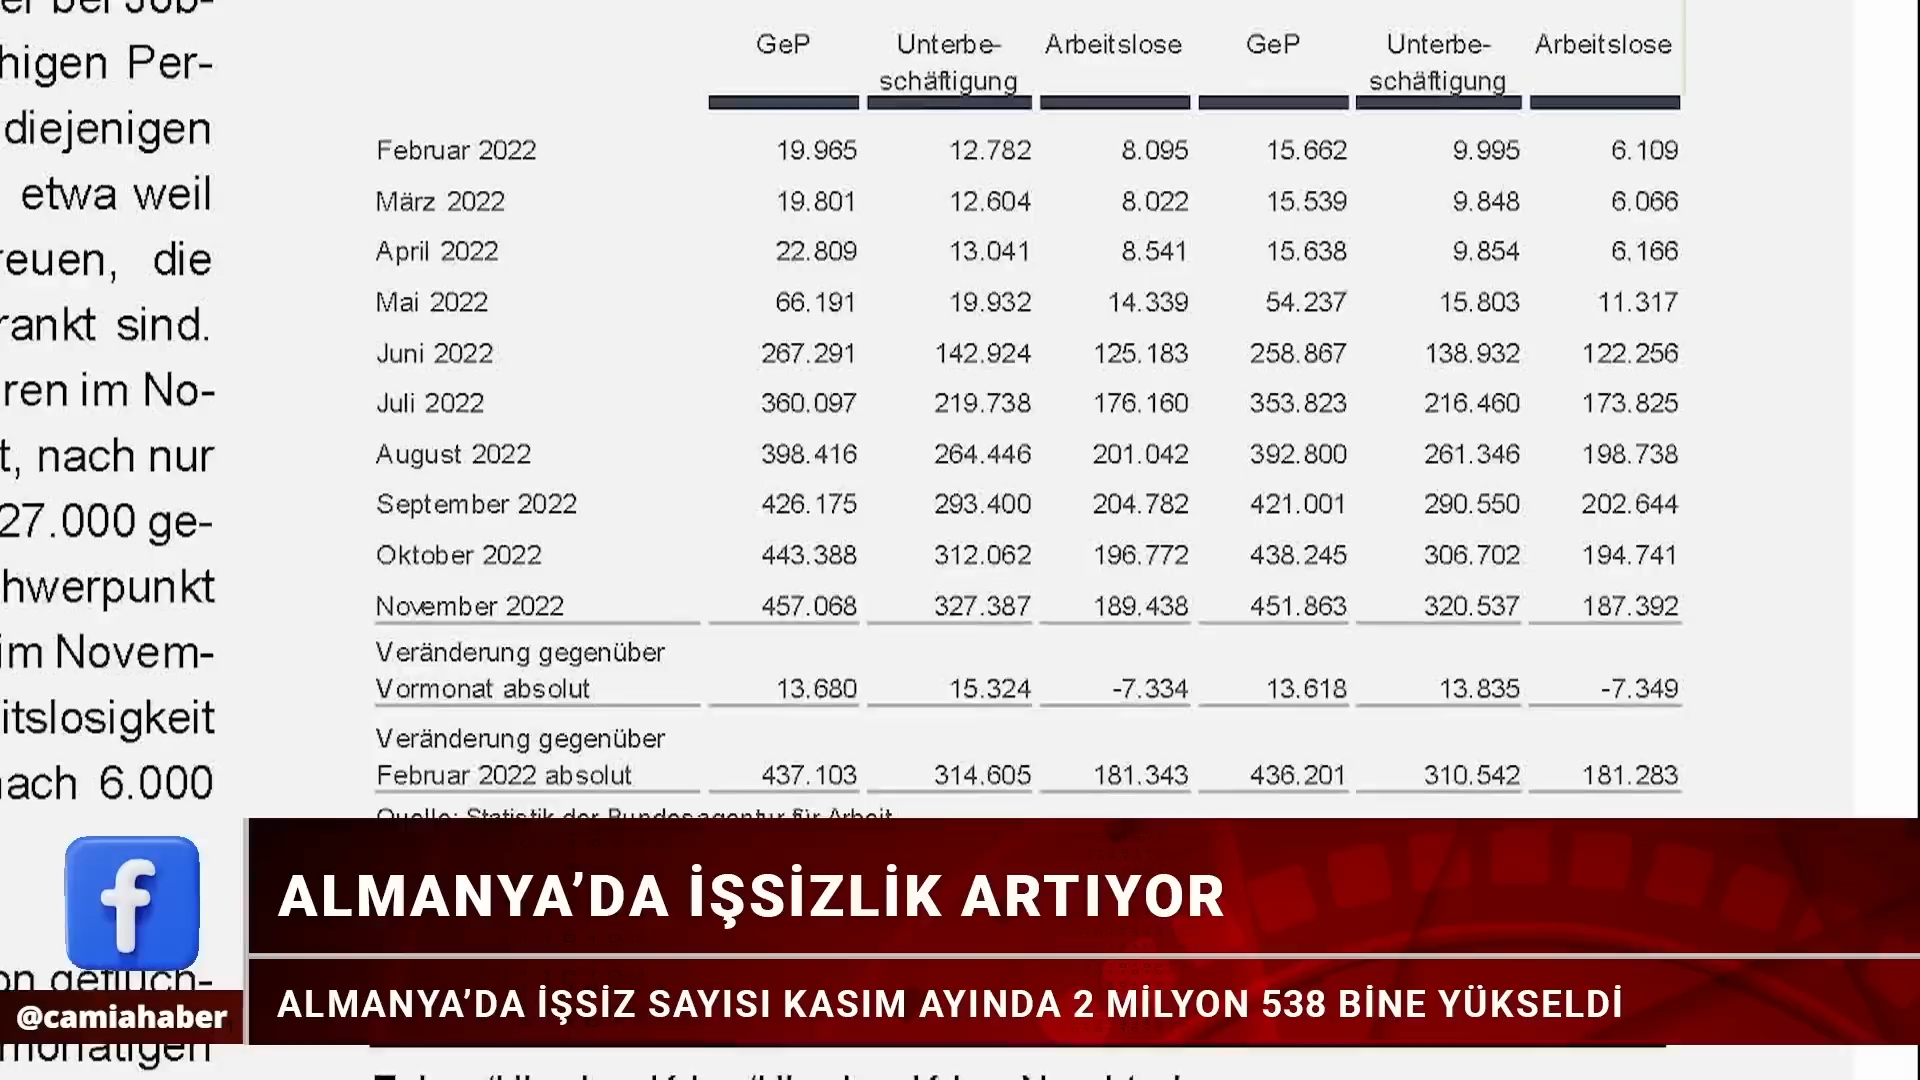 higen Per-
diejenigen
etwa weil
reuen, die
rankt sind.
ren im No-
t, nach nur
27.000 ge-
hwerpunkt
im Novem-
itslosigkeit
ach 6.000
GeP Unterbe- Arbeitslose GeP Unterbe- Arbeitslose
schäftigung schäftigung
Februar 2022 19.965 12.782 8.095 15.662 9.995 6.109
März 2022 19.801 12.604 8.022 15.539 9.848 6.066
April 2022 22.809 13.041 8.541 15.638 9.854 6.166
Mai 2022 66.191 19.932 14.339 54.237 15.803 11.317
Juni 2022 267.291 142.924 125.183 258.867 138.932 122.256
Juli 2022 360.097 219.738 176.160 353.823 216.460 173.825
August 2022 398.416 264.446 201.042 392.800 261.346 198.738
September 2022 426.175 293.400 204.782 421.001 290.550 202.644
Oktober 2022 443.388 312.062 196.772 438.245 306.702 194.741
November 2022 457.068 327.387 189.438 451.863 320.537 187.392
Veränderung gegenüber
Vormonat absolut 13.680 15.324 -7.334 13.618 13.835 -7.349
Veränderung gegenüber
Februar 2022 absolut 437.103 314.605 181.343 436.201 310.542 181.283
Quelle: Statistik der Bundesagentur für Arbeit
ALMANYA’DA İŞSİZLİK ARTIYOR
ALMANYA’DA İŞSİZ SAYISI KASIM AYINDA 2 MİLYON 538 BİNE YÜKSELDİ
@camiahaber